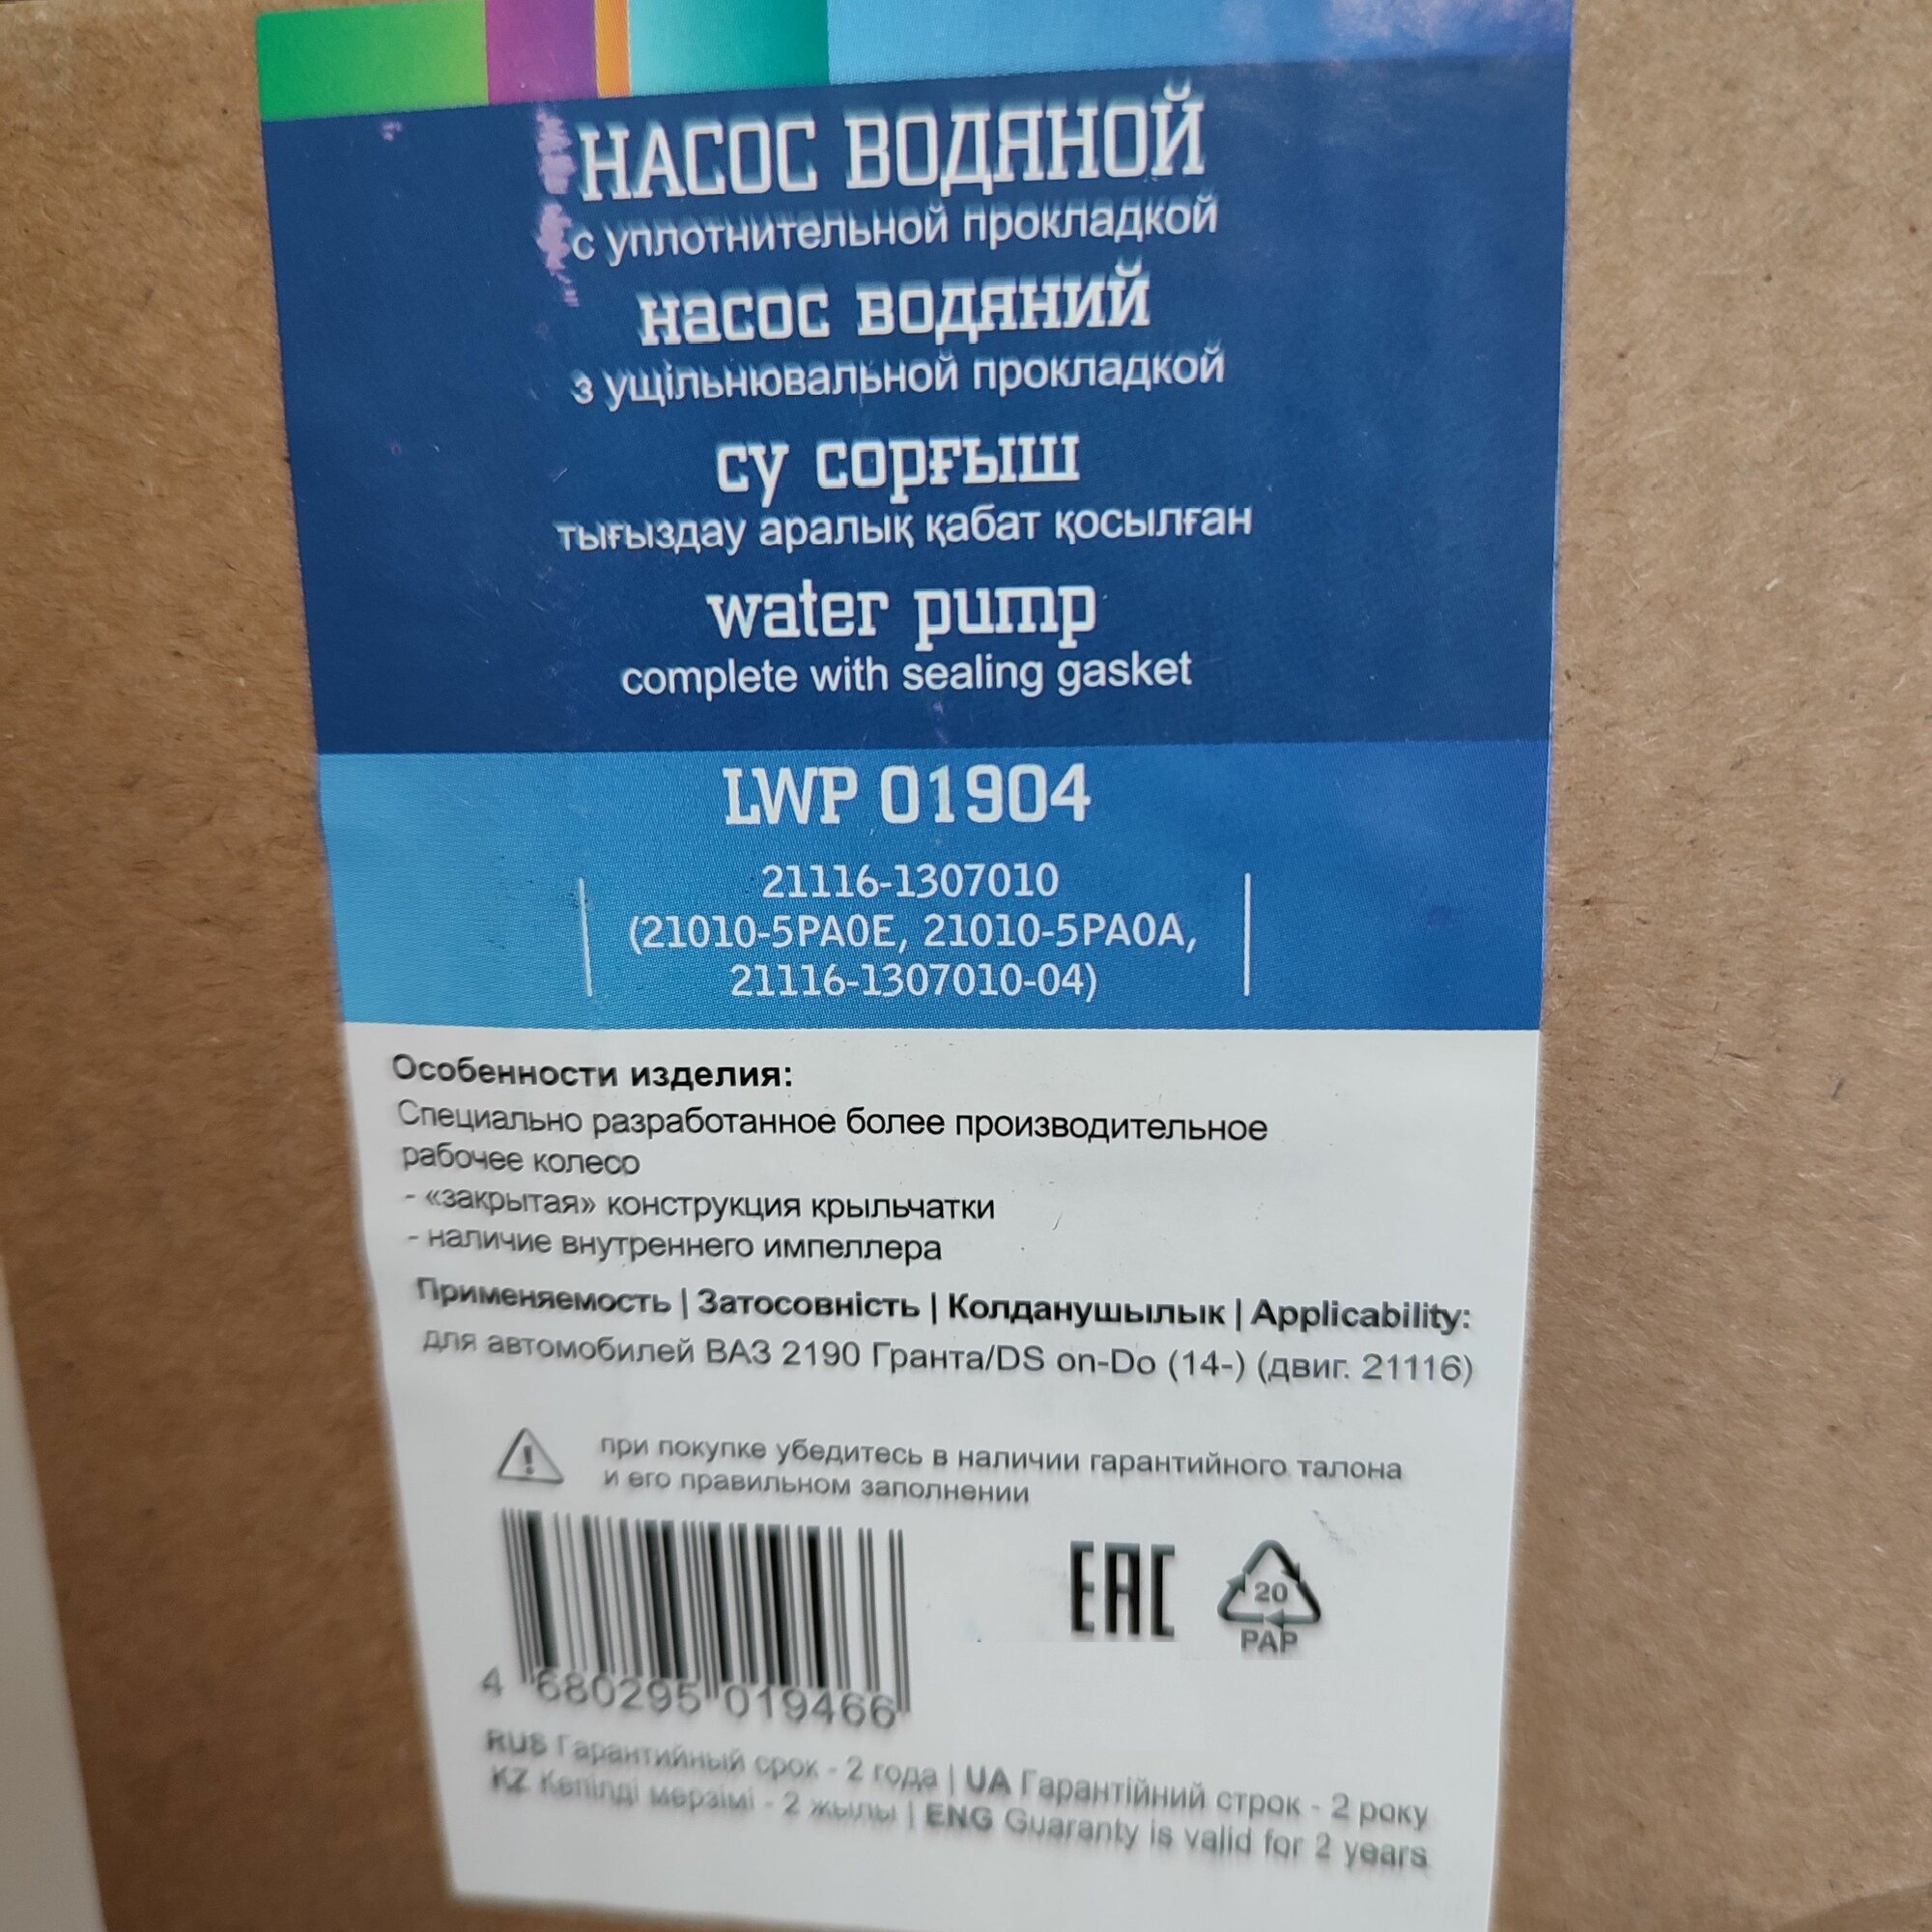 НАСОС ВОДЯНОЙ
с уплотнительной прокладкой
насос водяний
з ущільнювальной прокладкой
су сорғыш
тығыздау аралық қабат қосылған
water pump
complete with sealing gasket
LWP 01904
21116-1307010
(21010-5PA0E, 21010-5PA0A,
21116-1307010-04)
Особенности изделия:
Специально разработанное более производительное
рабочее колесо
- «закрытая» конструкция крыльчатки
- наличие внутреннего импеллера
Применяемость | Затосовність | Колданушылык | Applicability:
для автомобилей ВАЗ 2190 Гранта/DS on-Do (14-) (двиг. 21116)
при покупке убедитесь в наличии гарантийного талона
и его правильном заполнении
EAC
20
PAP
4 680295 019466
RUS Гарантийный срок - 2 года | UA Гарантійний строк - 2 року
KZ Кепілді мерзімі - 2 жылы | ENG Guaranty is valid for 2 years